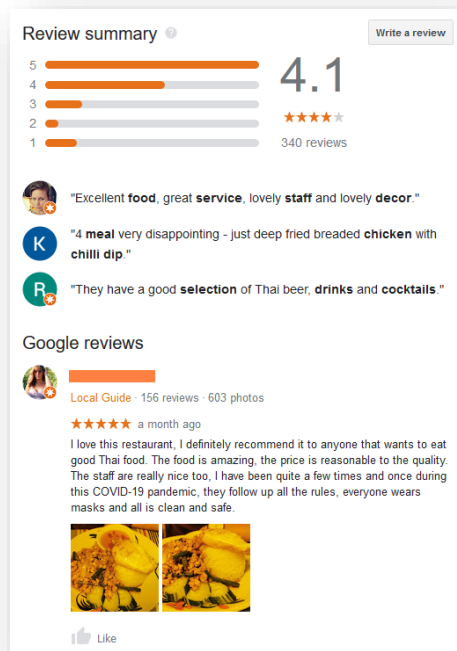 Review summary ?
Write a review
5
4
3
2
1
4.1
340 reviews
"Excellent food, great service, lovely staff and lovely decor."
K
"4 meal very disappointing - just deep fried breaded chicken with
chilli dip."
R
"They have a good selection of Thai beer, drinks and cocktails."
Google reviews
Local Guide · 156 reviews · 603 photos
a month ago
I love this restaurant, I definitely recommend it to anyone that wants to eat
good Thai food. The food is amazing, the price is reasonable to the quality.
The staff are really nice too, I have been quite a few times and once during
this COVID-19 pandemic, they follow up all the rules, everyone wears
masks and all is clean and safe.
Like